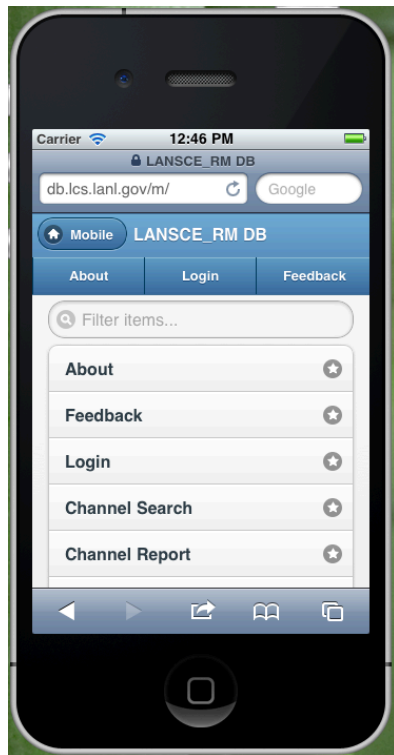 Carrier 12:46 PM
LANSCE_RM DB
db.lcs.lanl.gov/m/ Google
Mobile LANSCE_RM DB
About Login Feedback
Filter items...
About
Feedback
Login
Channel Search
Channel Report